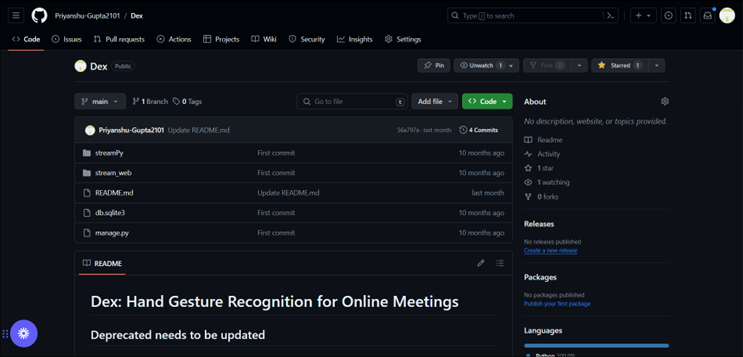 Priyanshu-Gupta2101 / Dex
Type / to search
Code
Issues
Pull requests
Actions
Projects
Wiki
Security
Insights
Settings
Dex Public
Pin
Unwatch 1
Fork 0
Starred 1
main
1 Branch
0 Tags
Go to file t
Add file
Code
Priyanshu-Gupta2101 Update README.md 56a797a · last month 4 Commits
streamPy First commit 10 months ago
stream_web First commit 10 months ago
README.md Update README.md last month
db.sqlite3 First commit 10 months ago
manage.py First commit 10 months ago
README
Dex: Hand Gesture Recognition for Online Meetings
Deprecated needs to be updated
About
No description, website, or topics provided.
Readme
Activity
1 star
1 watching
0 forks
Releases
No releases published
Create a new release
Packages
No packages published
Publish your first package
Languages
Python 100.0%